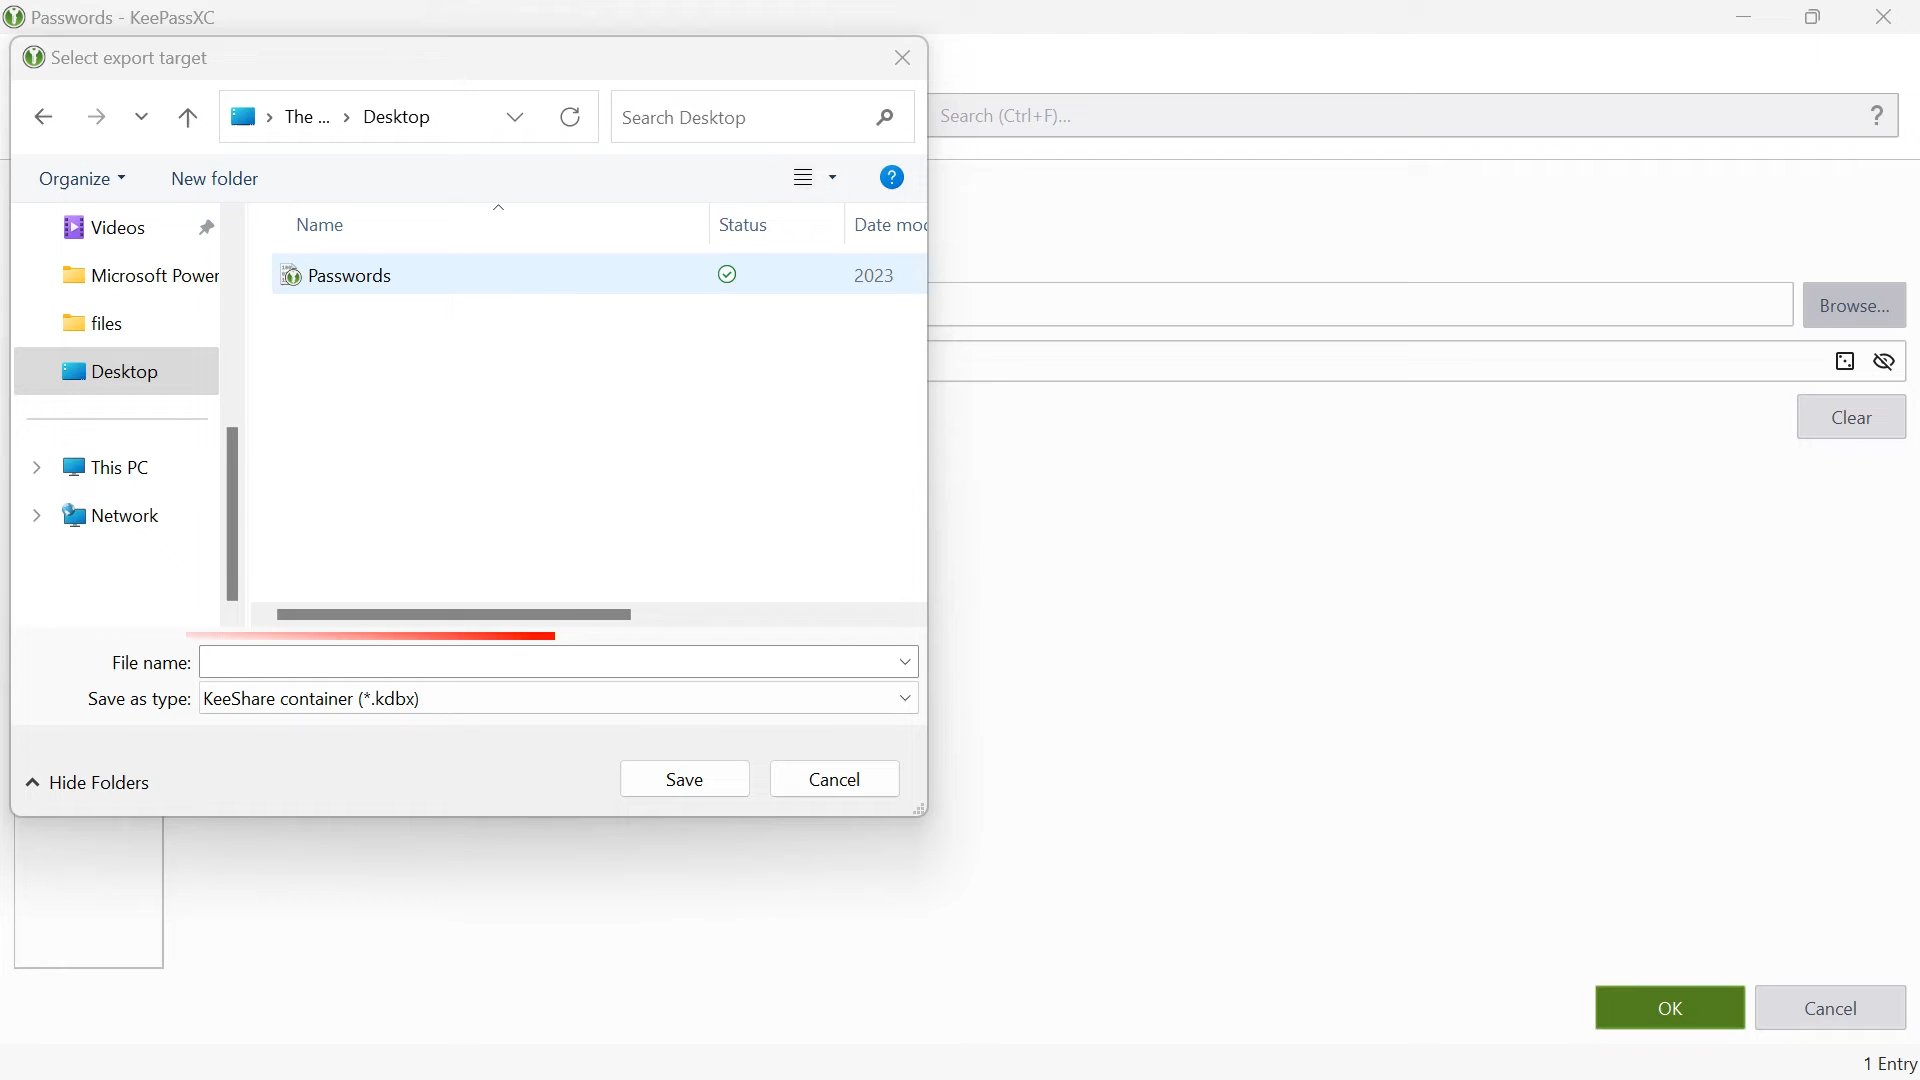 Passwords - KeePassXC
Select export target
The ... Desktop
Search Desktop
Search (Ctrl+F)...
?
Organize
New folder
?
Videos
Name
Status
Date mod
Microsoft Power
Passwords
2023
Browse...
files
Desktop
Clear
This PC
Network
File name:
Save as type: KeeShare container (*.kdbx)
Hide Folders
Save
Cancel
OK
Cancel
1 Entry